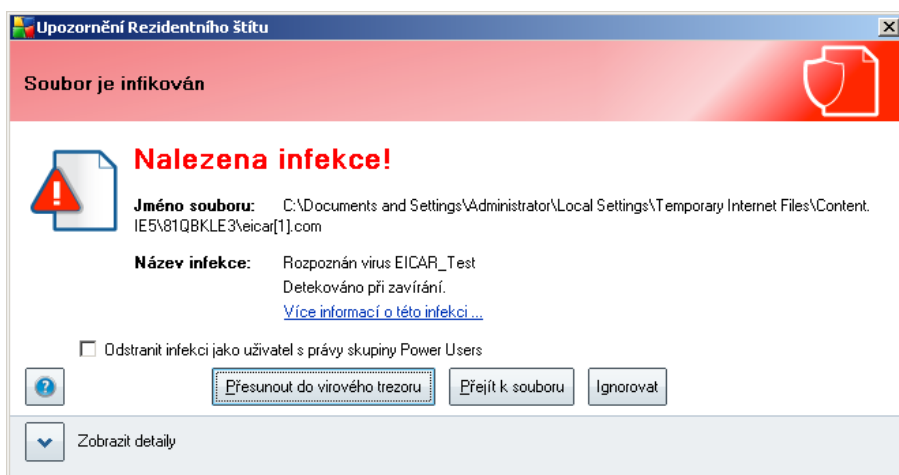 Upozornění Rezidentního štítu
Soubor je infikován
Nalezena infekce!
Jméno souboru: C:\Documents and Settings\Administrator\Local Settings\Temporary Internet Files\Content.
IE5\81QBKLE3\eicar[1].com
Název infekce: Rozpoznán virus EICAR_Test
Detekováno při zavírání.
Více informací o této infekci ...
Odstranit infekci jako uživatel s právy skupiny Power Users
Přesunout do virového trezoru Přejít k souboru Ignorovat
Zobrazit detaily